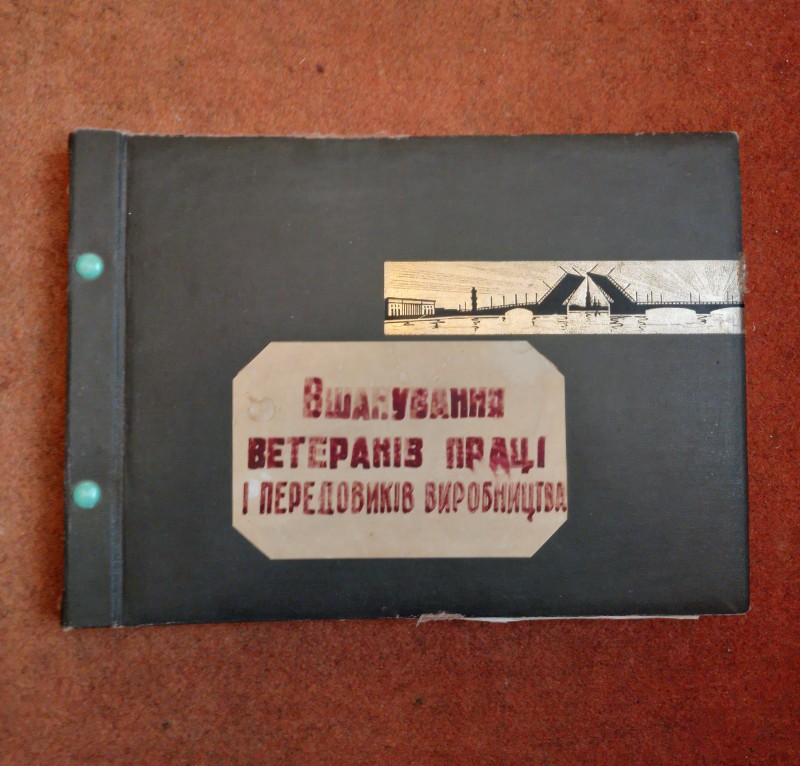 Вшанування
ветеранів праці
і передовиків виробництва